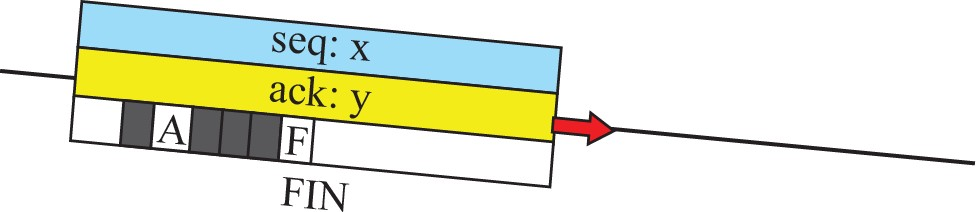 seq: x
ack: y
A F
FIN